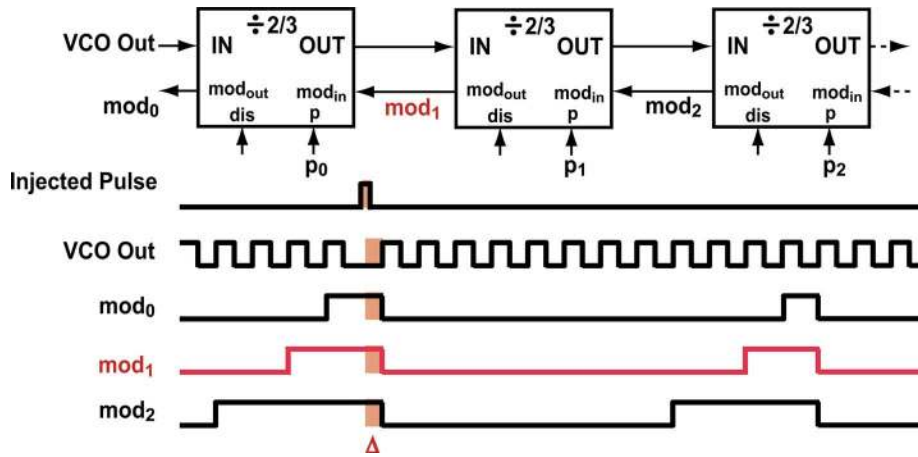 ÷2/3 ÷2/3 ÷2/3
VCO Out IN OUT IN OUT IN OUT
mod0 modout modin mod1 modout modin mod2 modout modin
dis p dis p dis p
p0 p1 p2
Injected Pulse
VCO Out
mod0
mod1
mod2
Δ